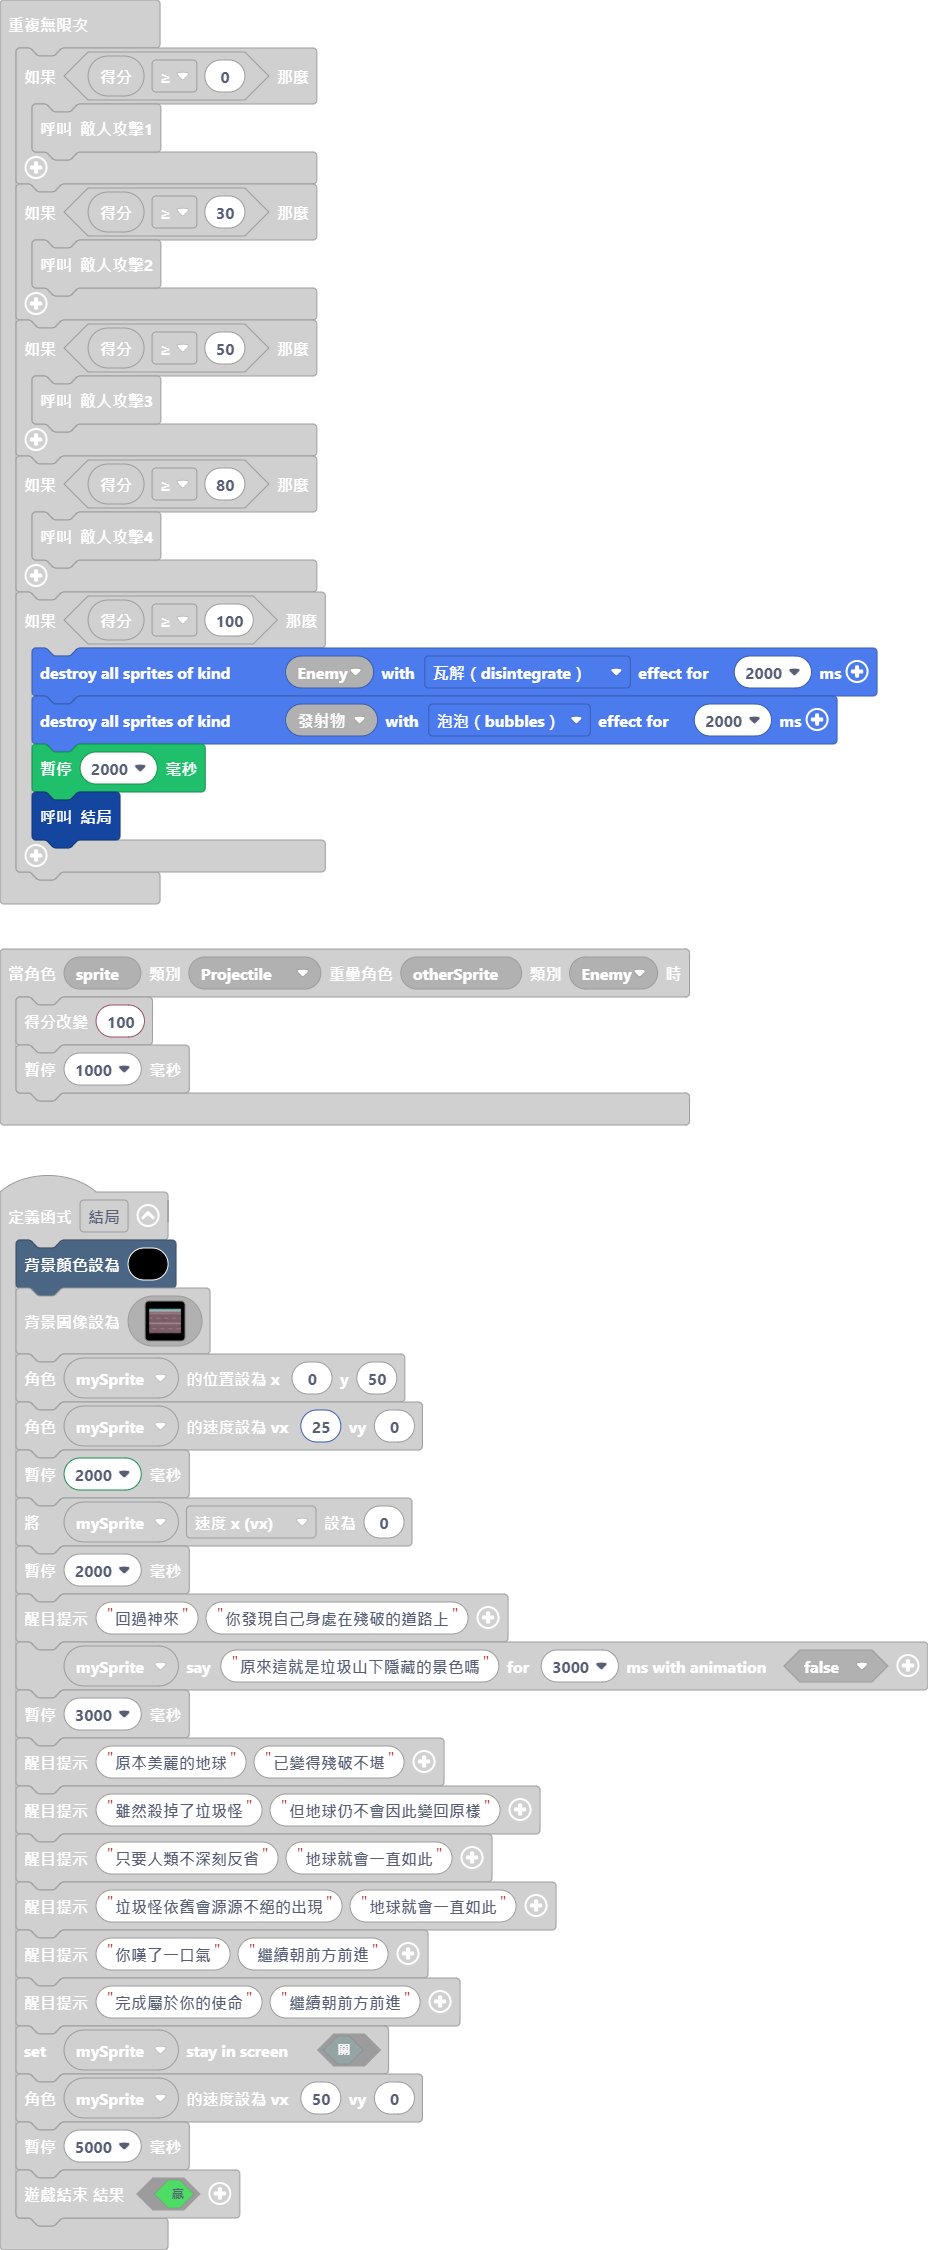 重複無限次
如果 得分 ≥ 0 那麼
呼叫 敵人攻擊1
如果 得分 ≥ 30 那麼
呼叫 敵人攻擊2
如果 得分 ≥ 50 那麼
呼叫 敵人攻擊3
如果 得分 ≥ 80 那麼
呼叫 敵人攻擊4
如果 得分 ≥ 100 那麼
destroy all sprites of kind Enemy with 瓦解 ( disintegrate ) effect for 2000 ms
destroy all sprites of kind 發射物 with 泡泡 ( bubbles ) effect for 2000 ms
暫停 2000 毫秒
呼叫 結局
當角色 sprite 類別 Projectile 重疊角色 otherSprite 類別 Enemy 時
得分改變 100
暫停 1000 毫秒
定義函式 結局
背景顏色設為
背景圖像設為
角色 mySprite 的位置設為 x 0 y 50
角色 mySprite 的速度設為 vx 25 vy 0
暫停 2000 毫秒
將 mySprite 速度 x (vx) 設為 0
暫停 2000 毫秒
醒目提示 "回過神來" "你發現自己身處在殘破的道路上"
mySprite say "原來這就是垃圾山下隱藏的景色嗎" for 3000 ms with animation false
暫停 3000 毫秒
醒目提示 "原本美麗的地球" "已變得殘破不堪"
醒目提示 "雖然殺掉了垃圾怪" "但地球仍不會因此變回原樣"
醒目提示 "只要人類不深刻反省" "地球就會一直如此"
醒目提示 "垃圾怪依舊會源源不絕的出現" "地球就會一直如此"
醒目提示 "你嘆了一口氣" "繼續朝前方前進"
醒目提示 "完成屬於你的使命" "繼續朝前方前進"
set mySprite stay in screen 關
角色 mySprite 的速度設為 vx 50 vy 0
暫停 5000 毫秒
遊戲結束 結果 贏